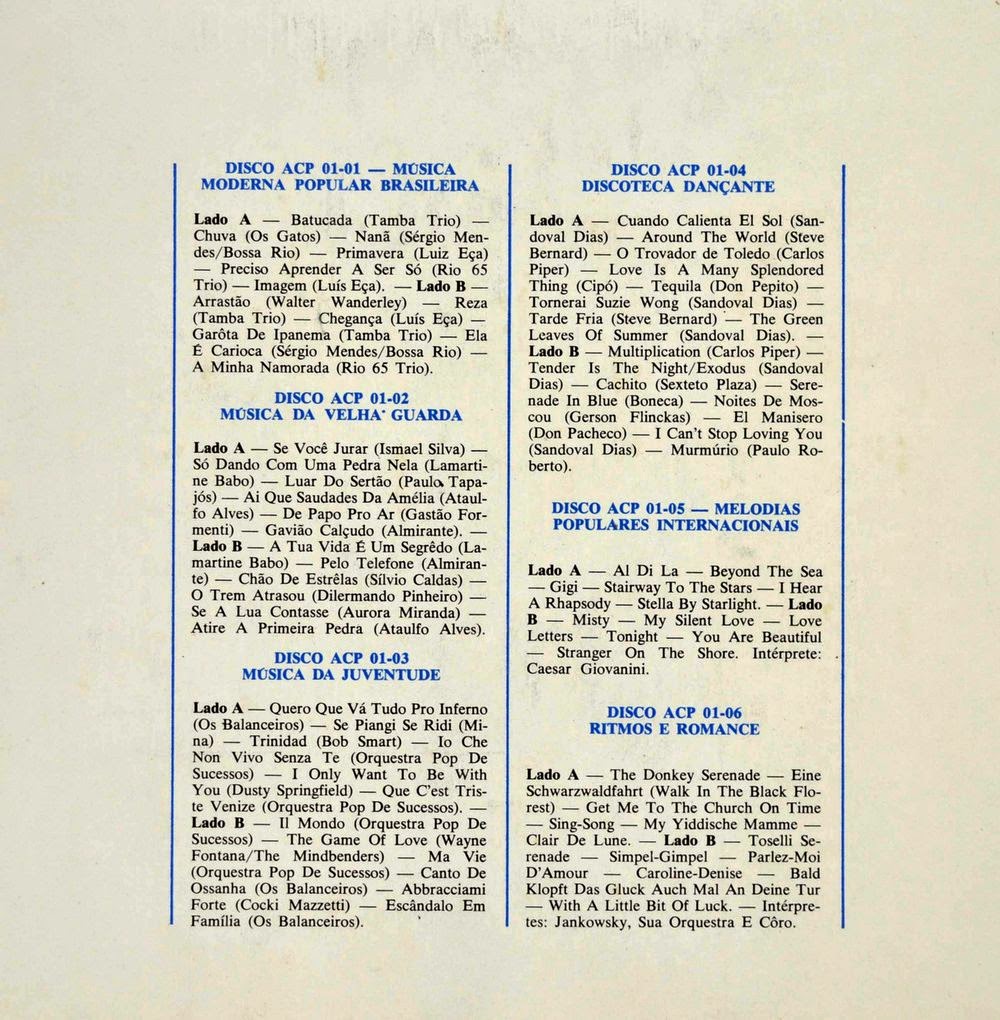 DISCO ACP 01-01 — MÚSICA
MODERNA POPULAR BRASILEIRA
Lado A — Batucada (Tamba Trio) —
Chuva (Os Gatos) — Nanã (Sérgio Men-
des/Bossa Rio) — Primavera (Luiz Eça)
— Preciso Aprender A Ser Só (Rio 65
Trio) — Imagem (Luís Eça). — Lado B —
Arrastão (Walter Wanderley) — Reza
(Tamba Trio) — Chegança (Luís Eça) —
Garôta De Ipanema (Tamba Trio) — Ela
É Carioca (Sérgio Mendes/Bossa Rio) —
A Minha Namorada (Rio 65 Trio).
DISCO ACP 01-02
MÚSICA DA VELHA GUARDA
Lado A — Se Você Jurar (Ismael Silva) —
Só Dando Com Uma Pedra Nela (Lamarti-
ne Babo) — Luar Do Sertão (Paulo Tapa-
jós) — Ai Que Saudades Da Amélia (Ataul-
fo Alves) — De Papo Pro Ar (Gastão For-
menti) — Gavião Calçudo (Almirante). —
Lado B — A Tua Vida É Um Segrêdo (La-
martine Babo) — Pelo Telefone (Almiran-
te) — Chão De Estrêlas (Sílvio Caldas) —
O Trem Atrasou (Dilermando Pinheiro) —
Se A Lua Contasse (Aurora Miranda) —
Atire A Primeira Pedra (Ataulfo Alves).
DISCO ACP 01-03
MÚSICA DA JUVENTUDE
Lado A — Quero Que Vá Tudo Pro Inferno
(Os Balanceiros) — Se Piangi Se Ridi (Mi-
na) — Trinidad (Bob Smart) — Io Che
Non Vivo Senza Te (Orquestra Pop De
Sucessos) — I Only Want To Be With
You (Dusty Springfield) — Que C'est Tris-
te Venize (Orquestra Pop De Sucessos). —
Lado B — Il Mondo (Orquestra Pop De
Sucessos) — The Game Of Love (Wayne
Fontana/The Mindbenders) — Ma Vie
(Orquestra Pop De Sucessos) — Canto De
Ossanha (Os Balanceiros) — Abbracciami
Forte (Cocki Mazzetti) — Escândalo Em
Família (Os Balanceiros).
DISCO ACP 01-04
DISCOTECA DANÇANTE
Lado A — Cuando Calienta El Sol (San-
doval Dias) — Around The World (Steve
Bernard) — O Trovador de Toledo (Carlos
Piper) — Love Is A Many Splendored
Thing (Cipó) — Tequila (Don Pepito) —
Tornerai Suzie Wong (Sandoval Dias) —
Tarde Fria (Steve Bernard) — The Green
Leaves Of Summer (Sandoval Dias). —
Lado B — Multiplication (Carlos Piper) —
Tender Is The Night/Exodus (Sandoval
Dias) — Cachito (Sexteto Plaza) — Sere-
nade In Blue (Boneca) — Noites De Mos-
cou (Gerson Flinckas) — El Manisero
(Don Pacheco) — I Can't Stop Loving You
(Sandoval Dias) — Murmúrio (Paulo Ro-
berto).
DISCO ACP 01-05 — MELODIAS
POPULARES INTERNACIONAIS
Lado A — Al Di La — Beyond The Sea
— Gigi — Stairway To The Stars — I Hear
A Rhapsody — Stella By Starlight. — Lado
B — Misty — My Silent Love — Love
Letters — Tonight — You Are Beautiful
— Stranger On The Shore. Intérprete:
Caesar Giovanini.
DISCO ACP 01-06
RITMOS E ROMANCE
Lado A — The Donkey Serenade — Eine
Schwarzwaldfahrt (Walk In The Black Flo-
rest) — Get Me To The Church On Time
— Sing-Song — My Yiddische Mamme —
Clair De Lune. — Lado B — Toselli Se-
renade — Simpel-Gimpel — Parlez-Moi
D'Amour — Caroline-Denise — Bald
Klopft Das Gluck Auch Mal An Deine Tur
— With A Little Bit Of Luck. — Intérpre-
tes: Jankowsky, Sua Orquestra E Côro.